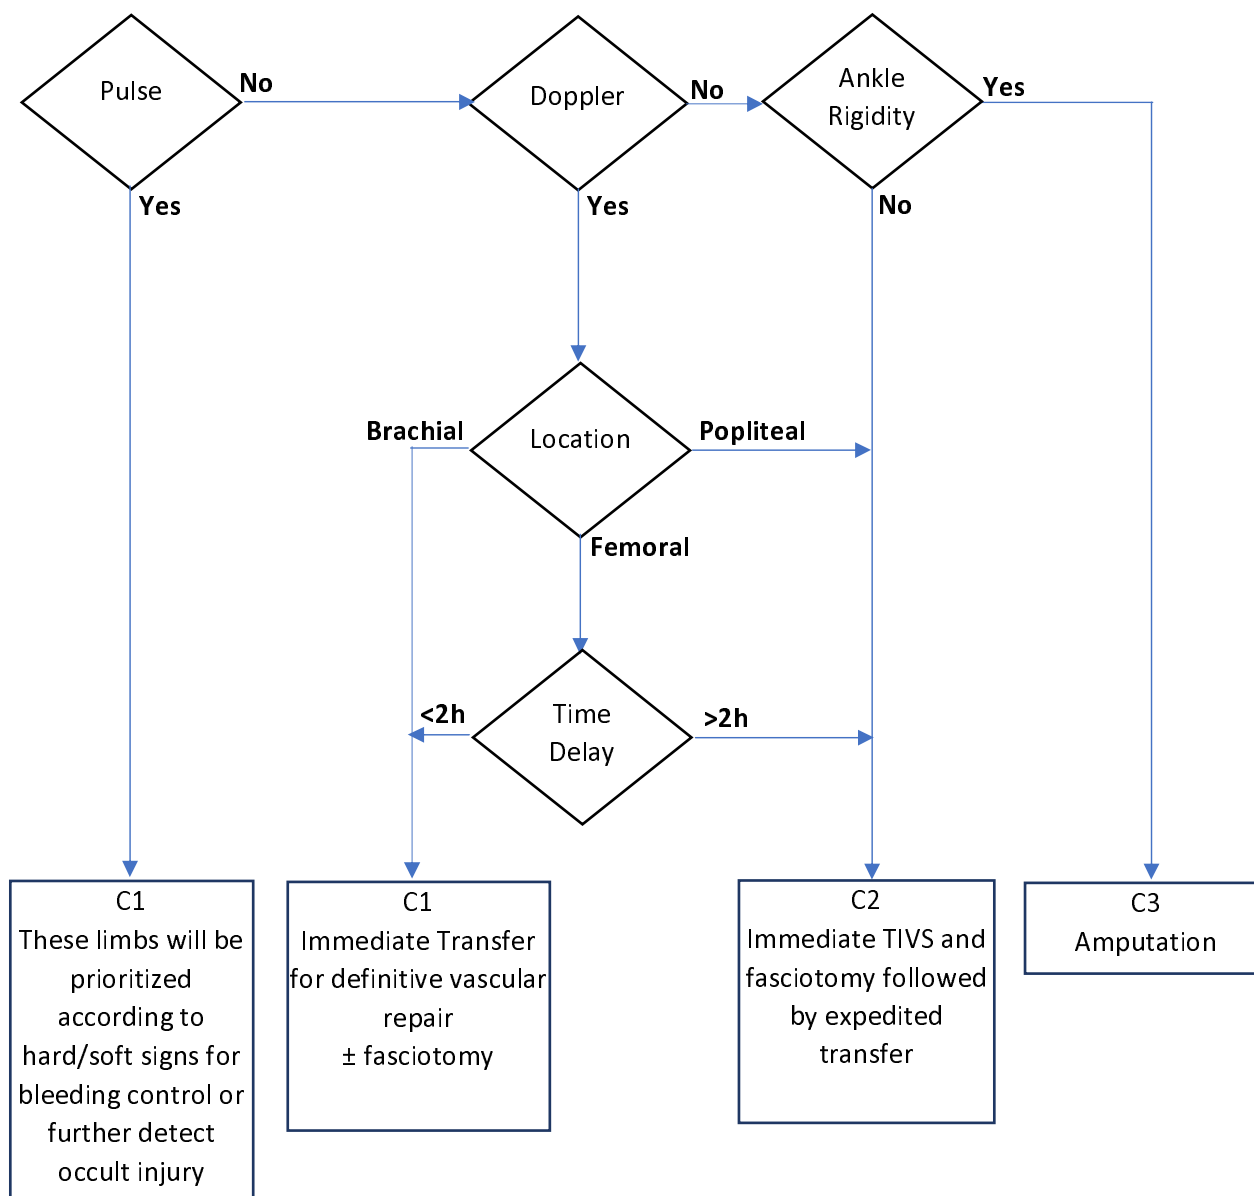 Pulse
No
Yes
Doppler
No
Yes
Ankle
Rigidity
Yes
No
Location
Brachial
Popliteal
Femoral
Time
Delay
<2h
>2h
C1
These limbs will be
prioritized
according to
hard/soft signs for
bleeding control or
further detect
occult injury
C1
Immediate Transfer
for definitive vascular
repair
± fasciotomy
C2
Immediate TIVS and
fasciotomy followed
by expedited
transfer
C3
Amputation